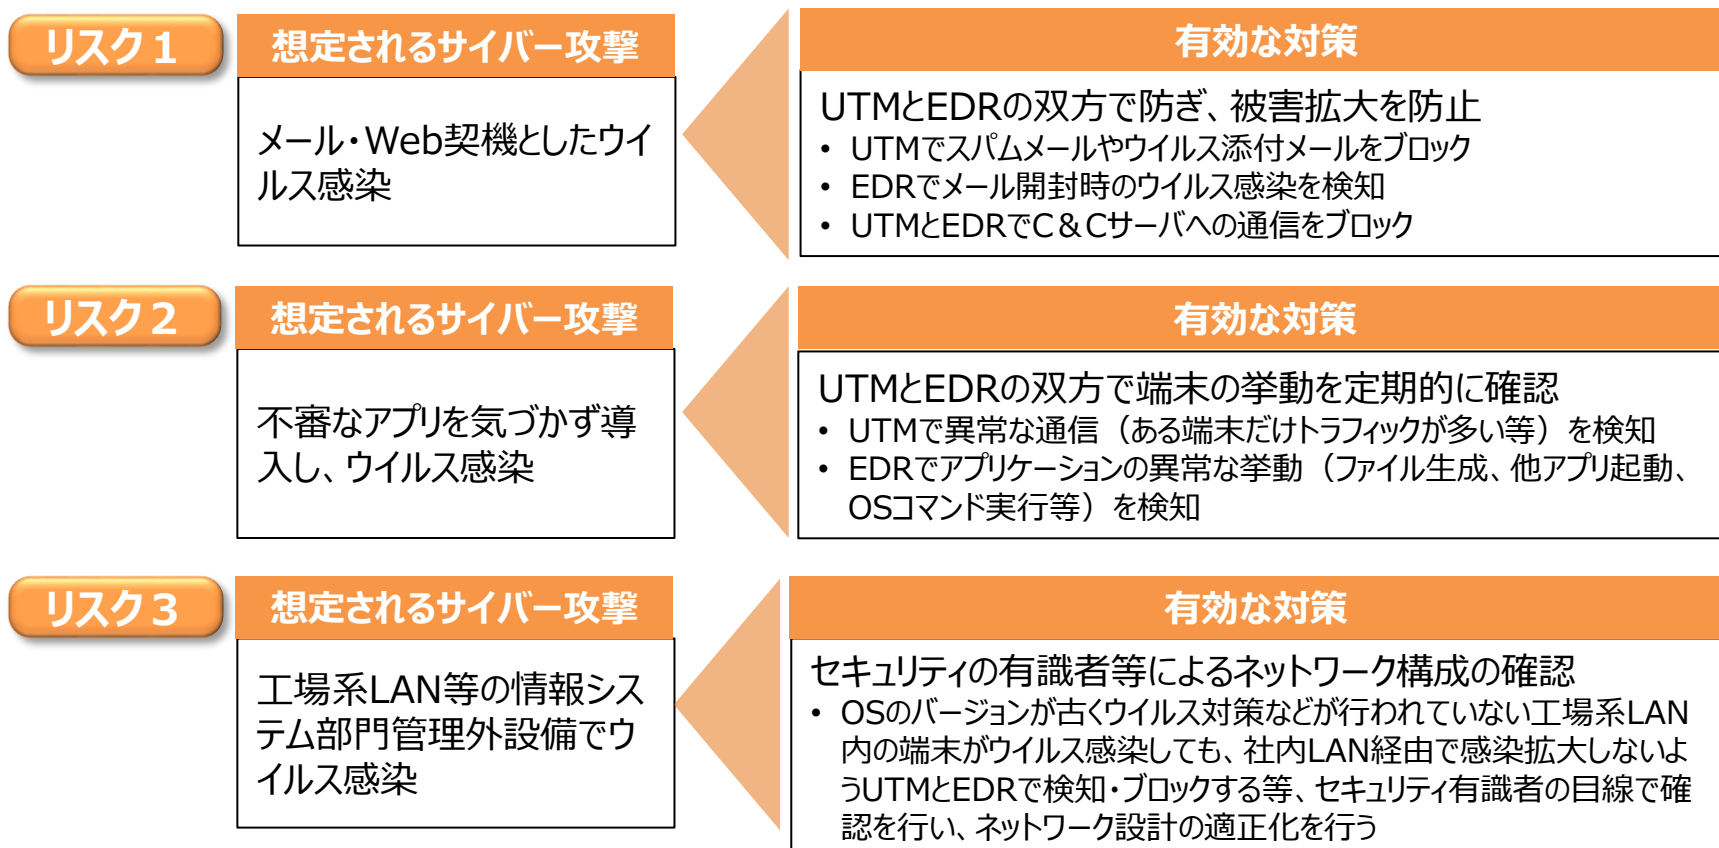 リスク１
想定されるサイバー攻撃
メール・Web契機としたウイ
ルス感染
有効な対策
UTMとEDRの双方で防ぎ、被害拡大を防止
• UTMでスパムメールやウイルス添付メールをブロック
• EDRでメール開封時のウイルス感染を検知
• UTMとEDRでC＆Cサーバへの通信をブロック
リスク２
想定されるサイバー攻撃
不審なアプリを気づかず導
入し、ウイルス感染
有効な対策
UTMとEDRの双方で端末の挙動を定期的に確認
• UTMで異常な通信（ある端末だけトラフィックが多い等）を検知
• EDRでアプリケーションの異常な挙動（ファイル生成、他アプリ起動、
OSコマンド実行等）を検知
リスク３
想定されるサイバー攻撃
工場系LAN等の情報シス
テム部門管理外設備でウ
イルス感染
有効な対策
セキュリティの有識者等によるネットワーク構成の確認
• OSのバージョンが古くウイルス対策などが行われていない工場系LAN
内の端末がウイルス感染しても、社内LAN経由で感染拡大しないよ
うUTMとEDRで検知・ブロックする等、セキュリティ有識者の目線で確
認を行い、ネットワーク設計の適正化を行う